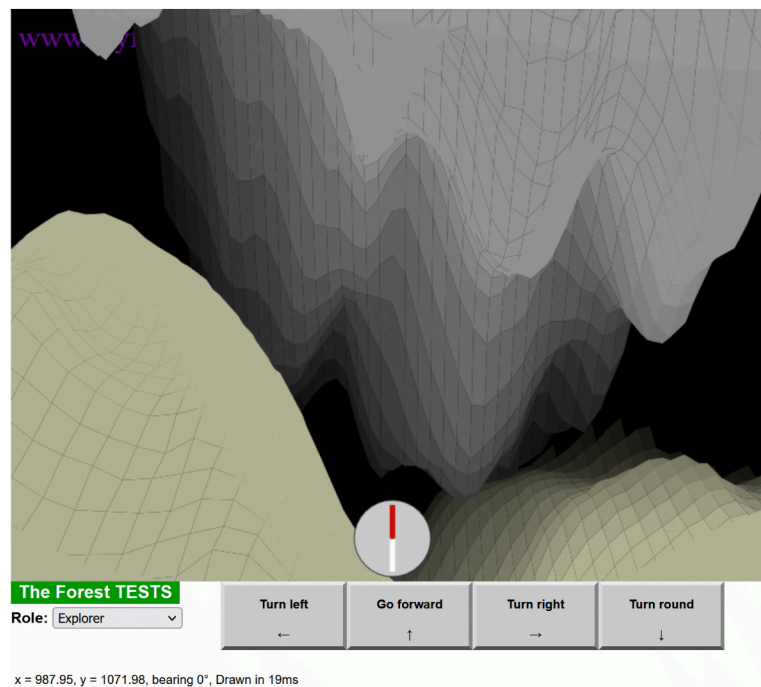 www.
The Forest TESTS
Role: Explorer
Turn left
←
Go forward
↑
Turn right
→
Turn round
↓
x = 987.95, y = 1071.98, bearing 0°, Drawn in 19ms